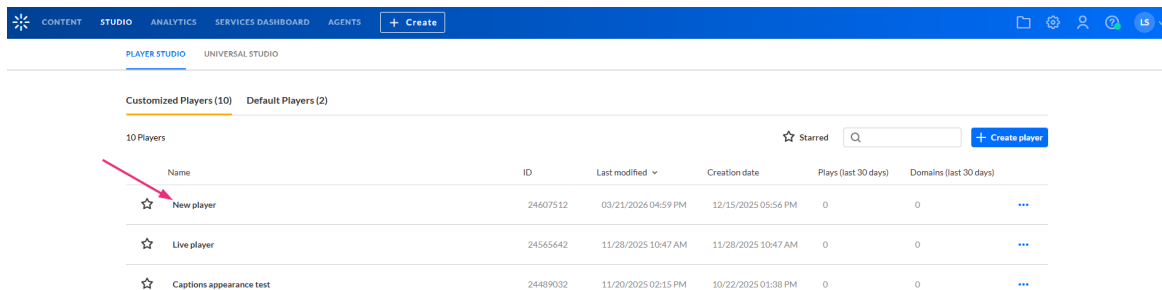 CONTENT STUDIO ANALYTICS SERVICES DASHBOARD AGENTS + Create LS
PLAYER STUDIO UNIVERSAL STUDIO
Customized Players (10) Default Players (2)
10 Players Starred + Create player
Name ID Last modified Creation date Plays (last 30 days) Domains (last 30 days)
New player 24607512 03/21/2026 04:59 PM 12/15/2025 05:56 PM 0 0
Live player 24565642 11/28/2025 10:47 AM 11/28/2025 10:47 AM 0 0
Captions appearance test 24489032 11/20/2025 02:15 PM 10/22/2025 01:38 PM 0 0